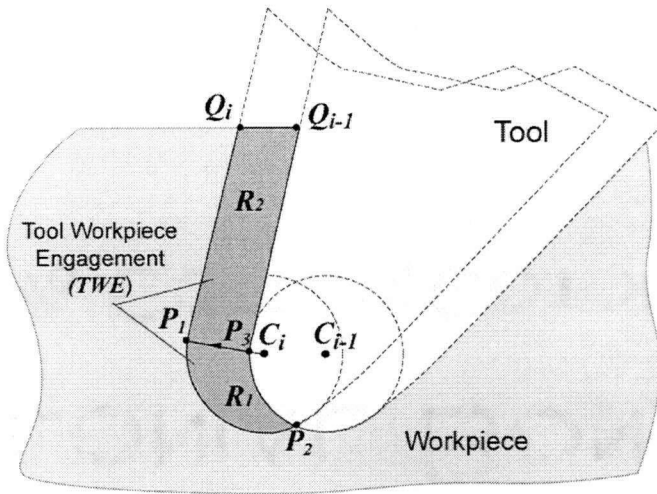 Qi Qi-1
Tool
R2
Tool Workpiece
Engagement
(TWE)
P1 P3 Ci Ci-1
R1
P2
Workpiece